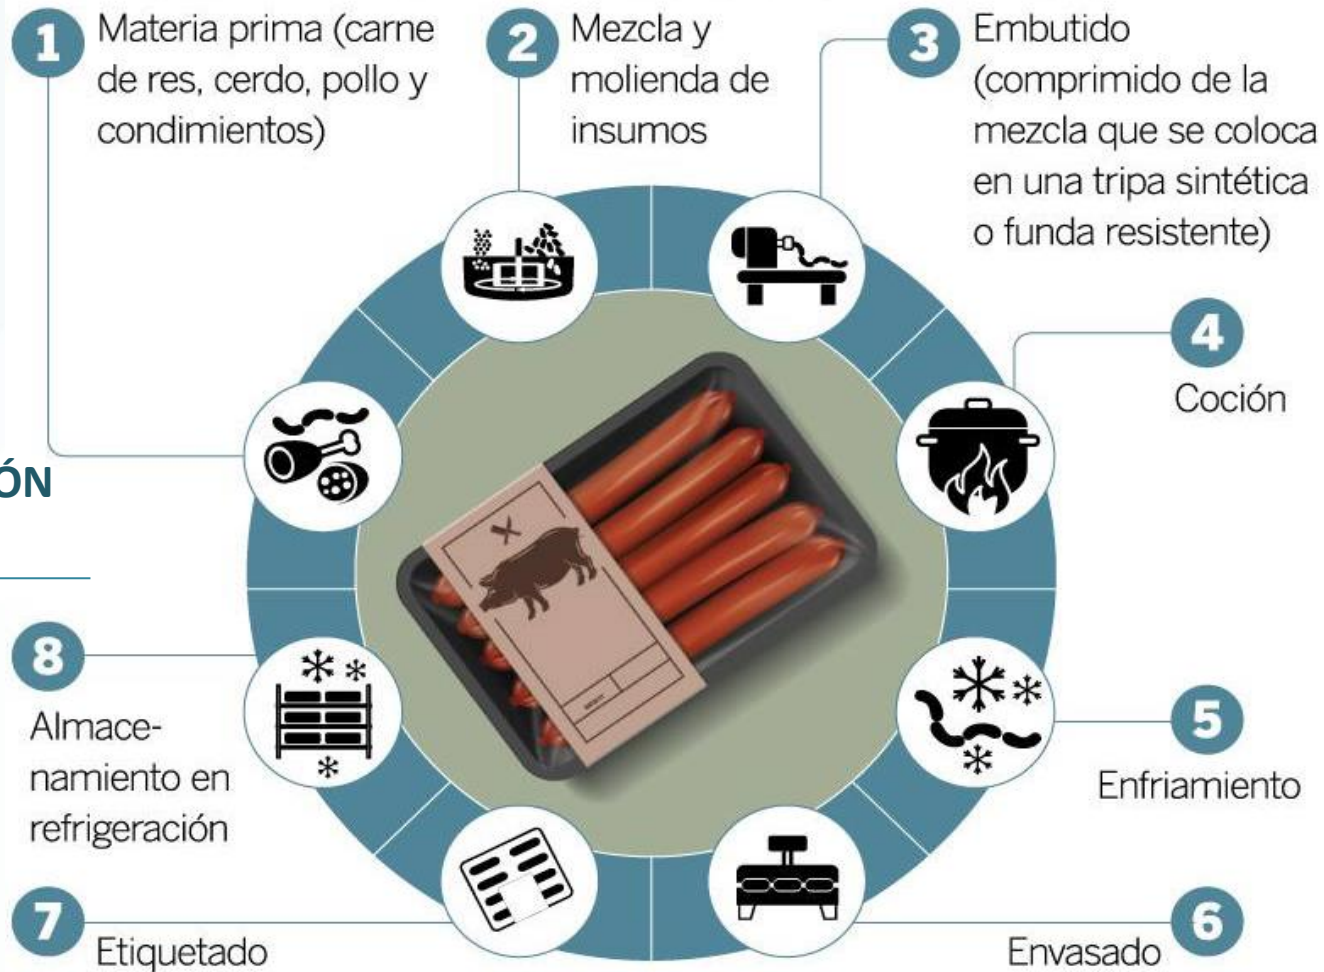 1
Materia prima (carne
de res, cerdo, pollo y
condimientos)
2
Mezcla y
molienda de
insumos
3
Embutido
(comprimido de la
mezcla que se coloca
en una tripa sintética
o funda resistente)
4
Cocción
ÓN
5
Enfriamiento
6
Envasado
7
Etiquetado
8
Almace-
namiento en
refrigeración